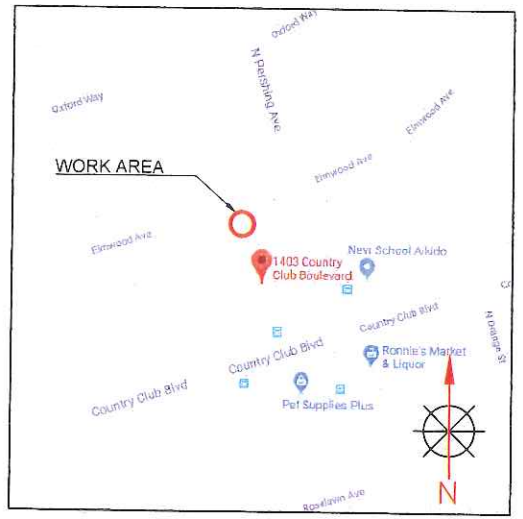 Oxford Way
N Pershing Ave
Oxford Way
Elmwood Ave
WORK AREA
Elmwood Ave
Elmwood Ave
New School Aikido
1403 Country
Club Boulevard
Country Club Blvd
N Orange St
Ronnie's Market
& Liquor
Country Club Blvd
Pet Supplies Plus
Country Club Blvd
N
Roselawn Ave